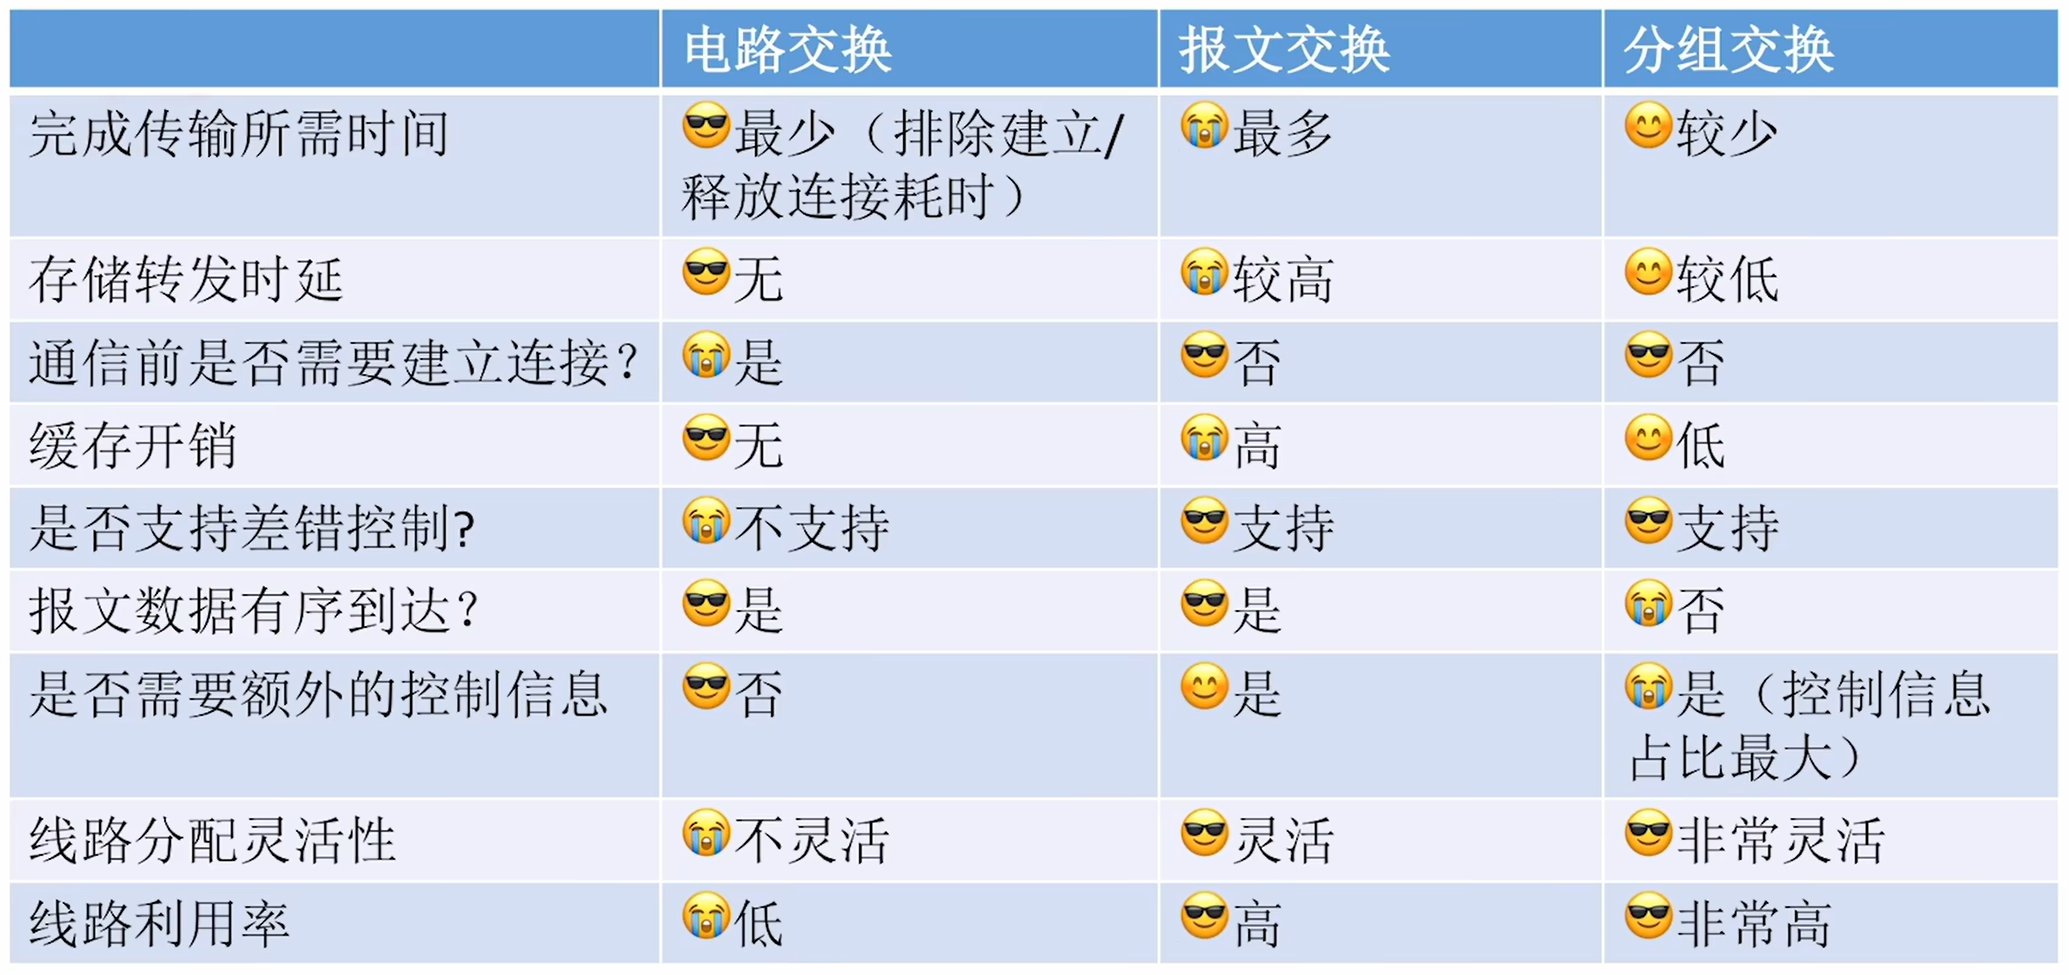 电路交换 报文交换 分组交换
完成传输所需时间 😎最少（排除建立/ 😭最多 😊较少
释放连接耗时）
存储转发时延 😎无 😭较高 😊较低
通信前是否需要建立连接？ 😭是 😎否 😎否
缓存开销 😎无 😭高 😊低
是否支持差错控制? 😭不支持 😎支持 😎支持
报文数据有序到达？ 😎是 😎是 😭否
是否需要额外的控制信息 😎否 😊是 😭是（控制信息
占比最大）
线路分配灵活性 😭不灵活 😎灵活 😎非常灵活
线路利用率 😭低 😎高 😎非常高